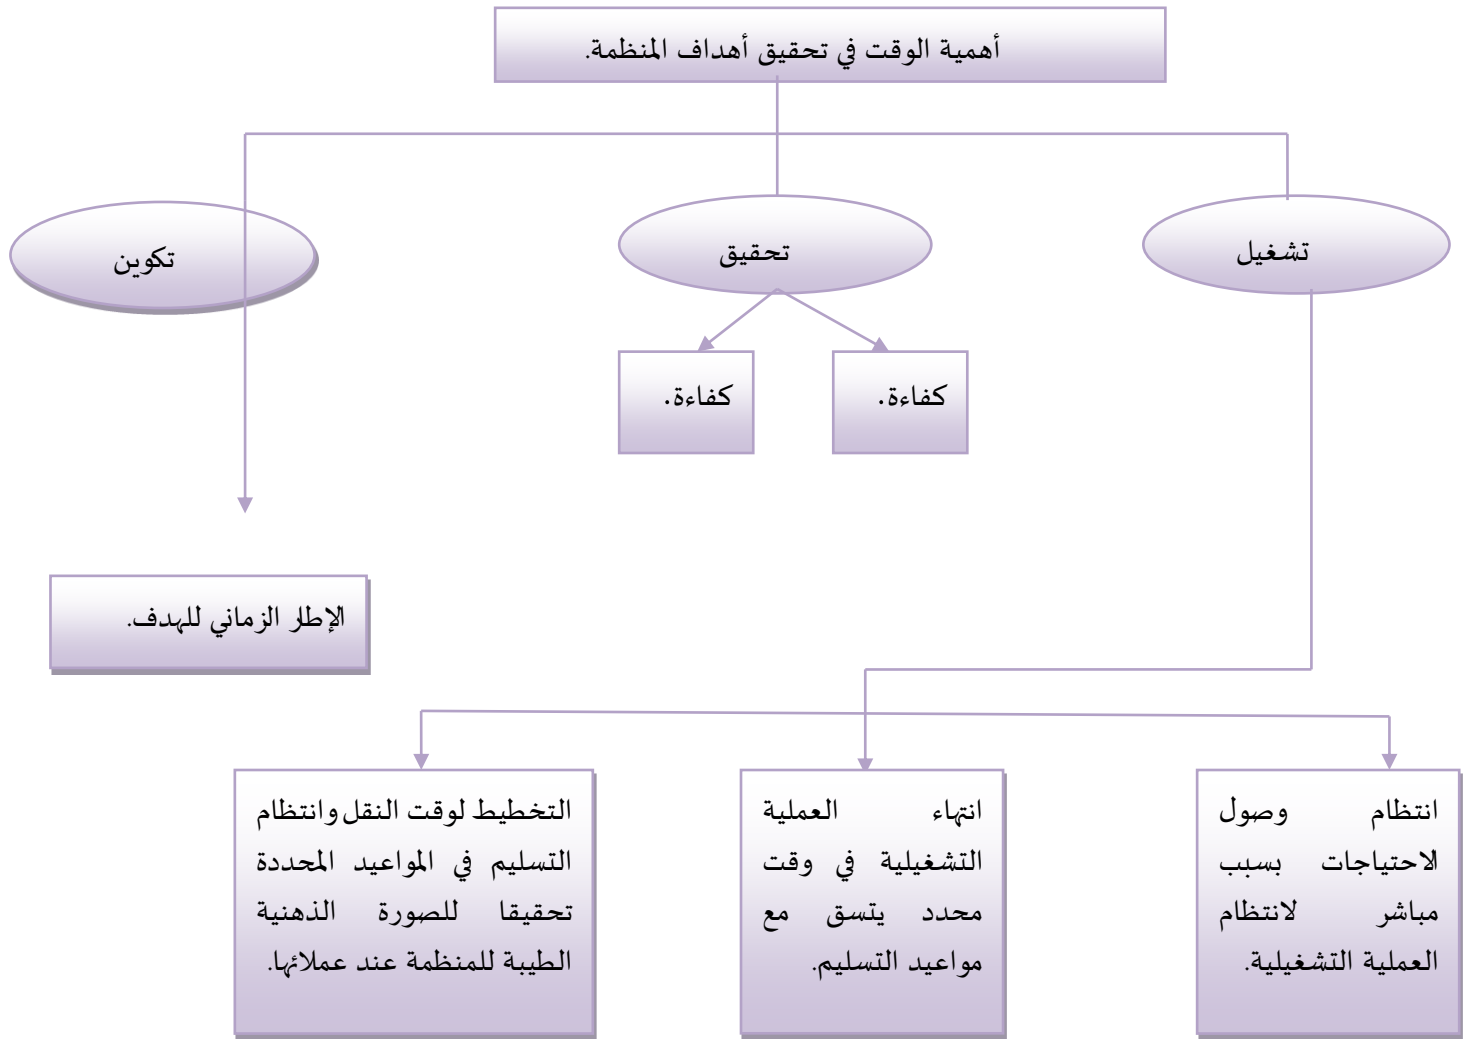 أهمية الوقت في تحقيق أهداف المنظمة.
تشغيل
تحقيق
تكوين
كفاءة.
كفاءة.
الإطار الزماني للهدف.
انتظام وصول
الاحتياجات بسبب
مباشر لانتظام
العملية التشغيلية.
انتهاء العملية
التشغيلية في وقت
محدد يتسق مع
مواعيد التسليم.
التخطيط لوقت النقل وانتظام
التسليم في المواعيد المحددة
تحقيقا للصورة الذهنية
الطيبة للمنظمة عند عملائها.